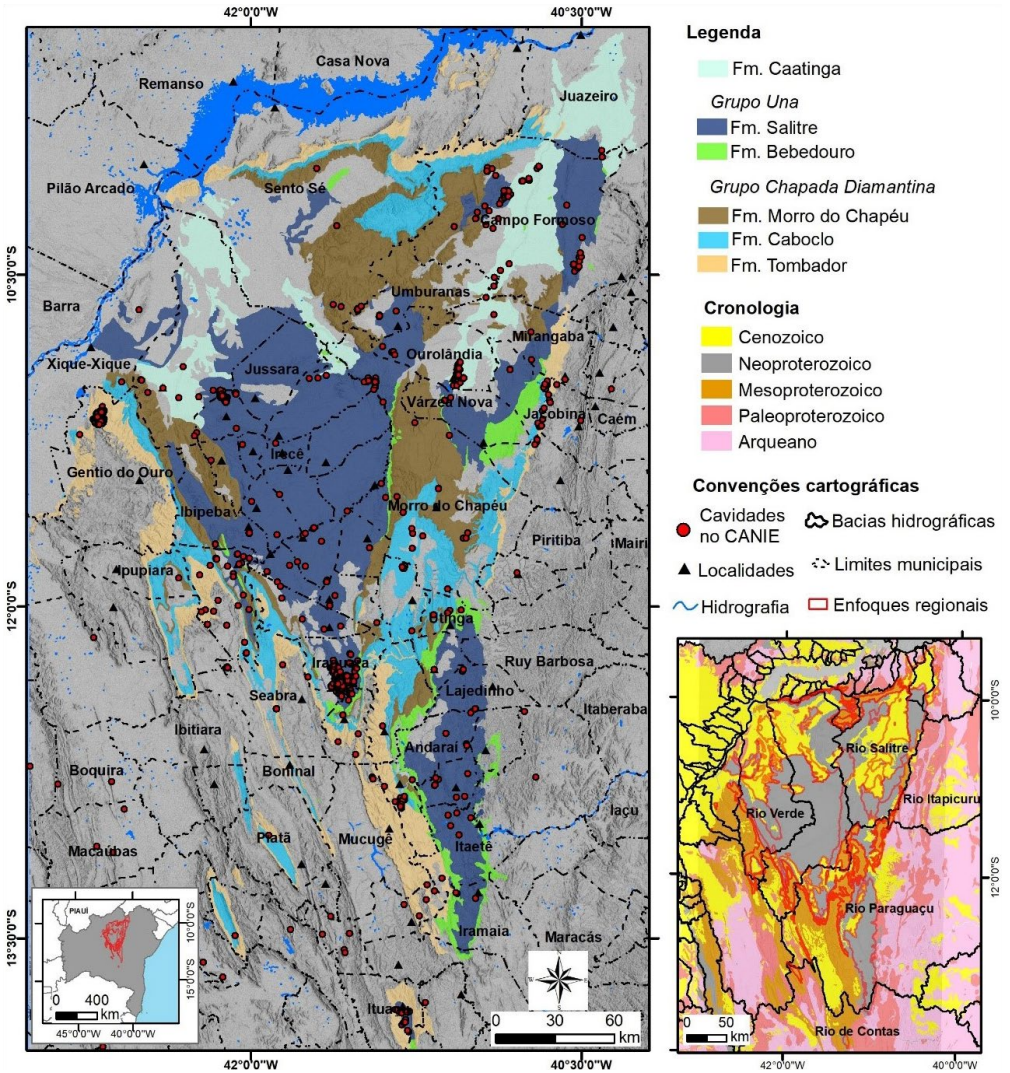 42°0'0"W
40°30'0"W
Casa Nova
Remanso
Juazeiro
Pilão Arcado
Sento Sé
Campo Formoso
10°30'0"S
Barra
Umburanas
Mirangaba
Xique-Xique
Ourolândia
Jussara
Várzea Nova
Jacobina
Caém
Irecê
Gentio do Ouro
Ibipeba
Morro do Chapéu
Piritiba
Mairi
Ipupiara
12°0'0"S
Utinga
Iraquara
Ruy Barbosa
Seabra
Lajedinho
Itaberaba
Ibitiara
Andaraí
Boquira
Boninal
Iaçu
Piatã
Mucugê
Macaúbas
Itaetê
Iramaia
Maracás
13°30'0"S
0
30
60
km
42°0'0"W
40°30'0"W
PIAUÍ
10°0'0"S
15°0'0"S
0
400
km
45°0'0"W
40°0'0"W
Legenda
Fm. Caatinga
Grupo Una
Fm. Salitre
Fm. Bebedouro
Grupo Chapada Diamantina
Fm. Morro do Chapéu
Fm. Caboclo
Fm. Tombador
Cronologia
Cenozoico
Neoproterozoico
Mesoproterozoico
Paleoproterozoico
Arqueano
Convenções cartográficas
Cavidades
no CANIE
Bacias hidrográficas
Localidades
Limites municipais
Hidrografia
Enfoques regionais
10°0'0"S
Rio Salitre
Rio Itapicuru
Rio Verde
12°0'0"S
Rio Paraguaçu
Rio de Contas
0
50
km
42°0'0"W
40°0'0"W